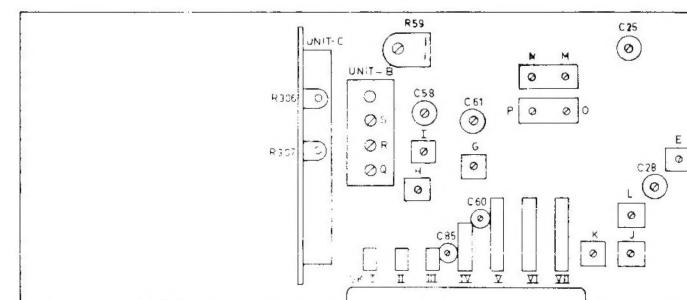 R59
C25
UNIT-C
UNIT-B
N M
R306
C58
C61
P O
S
R307
I
R
G
E
Q
H
C28
L
C60
C85
K J
I II III IV V VI VII